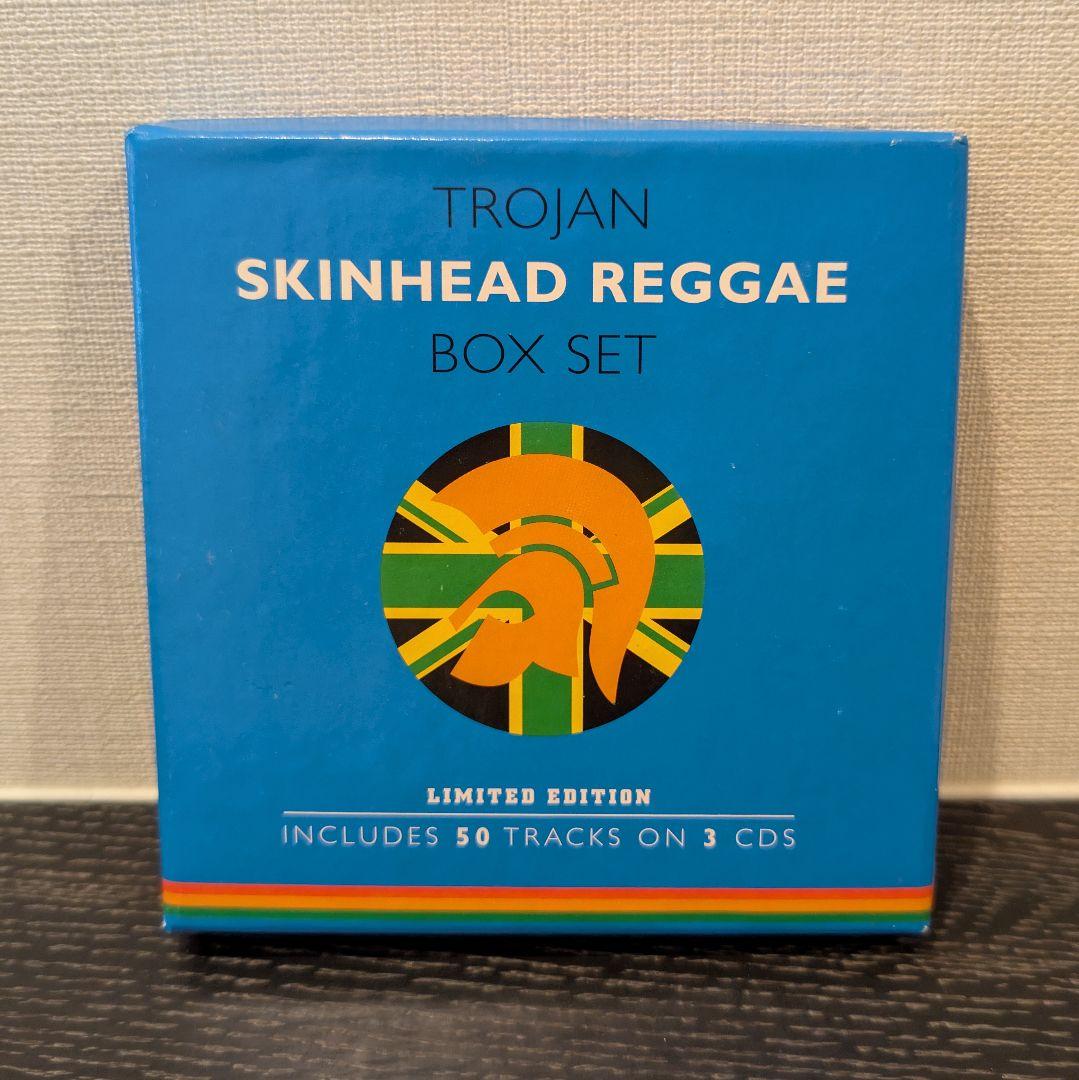 TROJAN
SKINHEAD REGGAE
BOX SET
LIMITED EDITION
INCLUDES 50 TRACKS ON 3 CDS